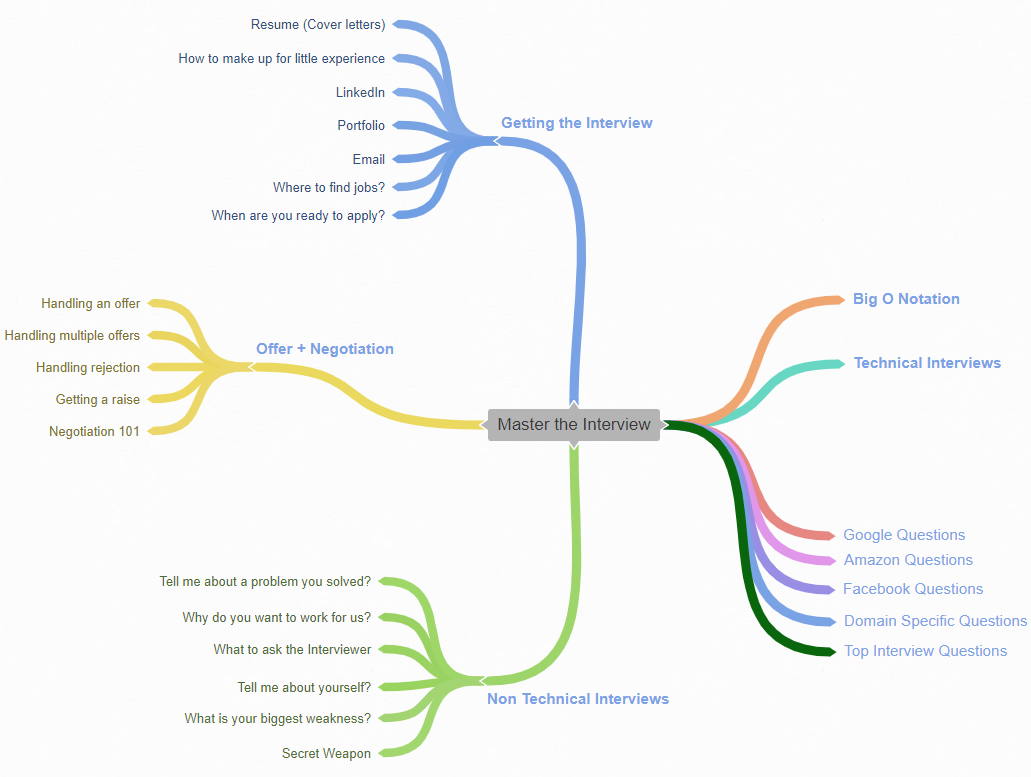 Resume (Cover letters)
How to make up for little experience
LinkedIn
Portfolio
Email
Where to find jobs?
When are you ready to apply?
Getting the Interview
Handling an offer
Handling multiple offers
Handling rejection
Getting a raise
Negotiation 101
Offer + Negotiation
Master the Interview
Big O Notation
Technical Interviews
Google Questions
Amazon Questions
Facebook Questions
Domain Specific Questions
Top Interview Questions
Tell me about a problem you solved?
Why do you want to work for us?
What to ask the Interviewer
Tell me about yourself?
What is your biggest weakness?
Secret Weapon
Non Technical Interviews